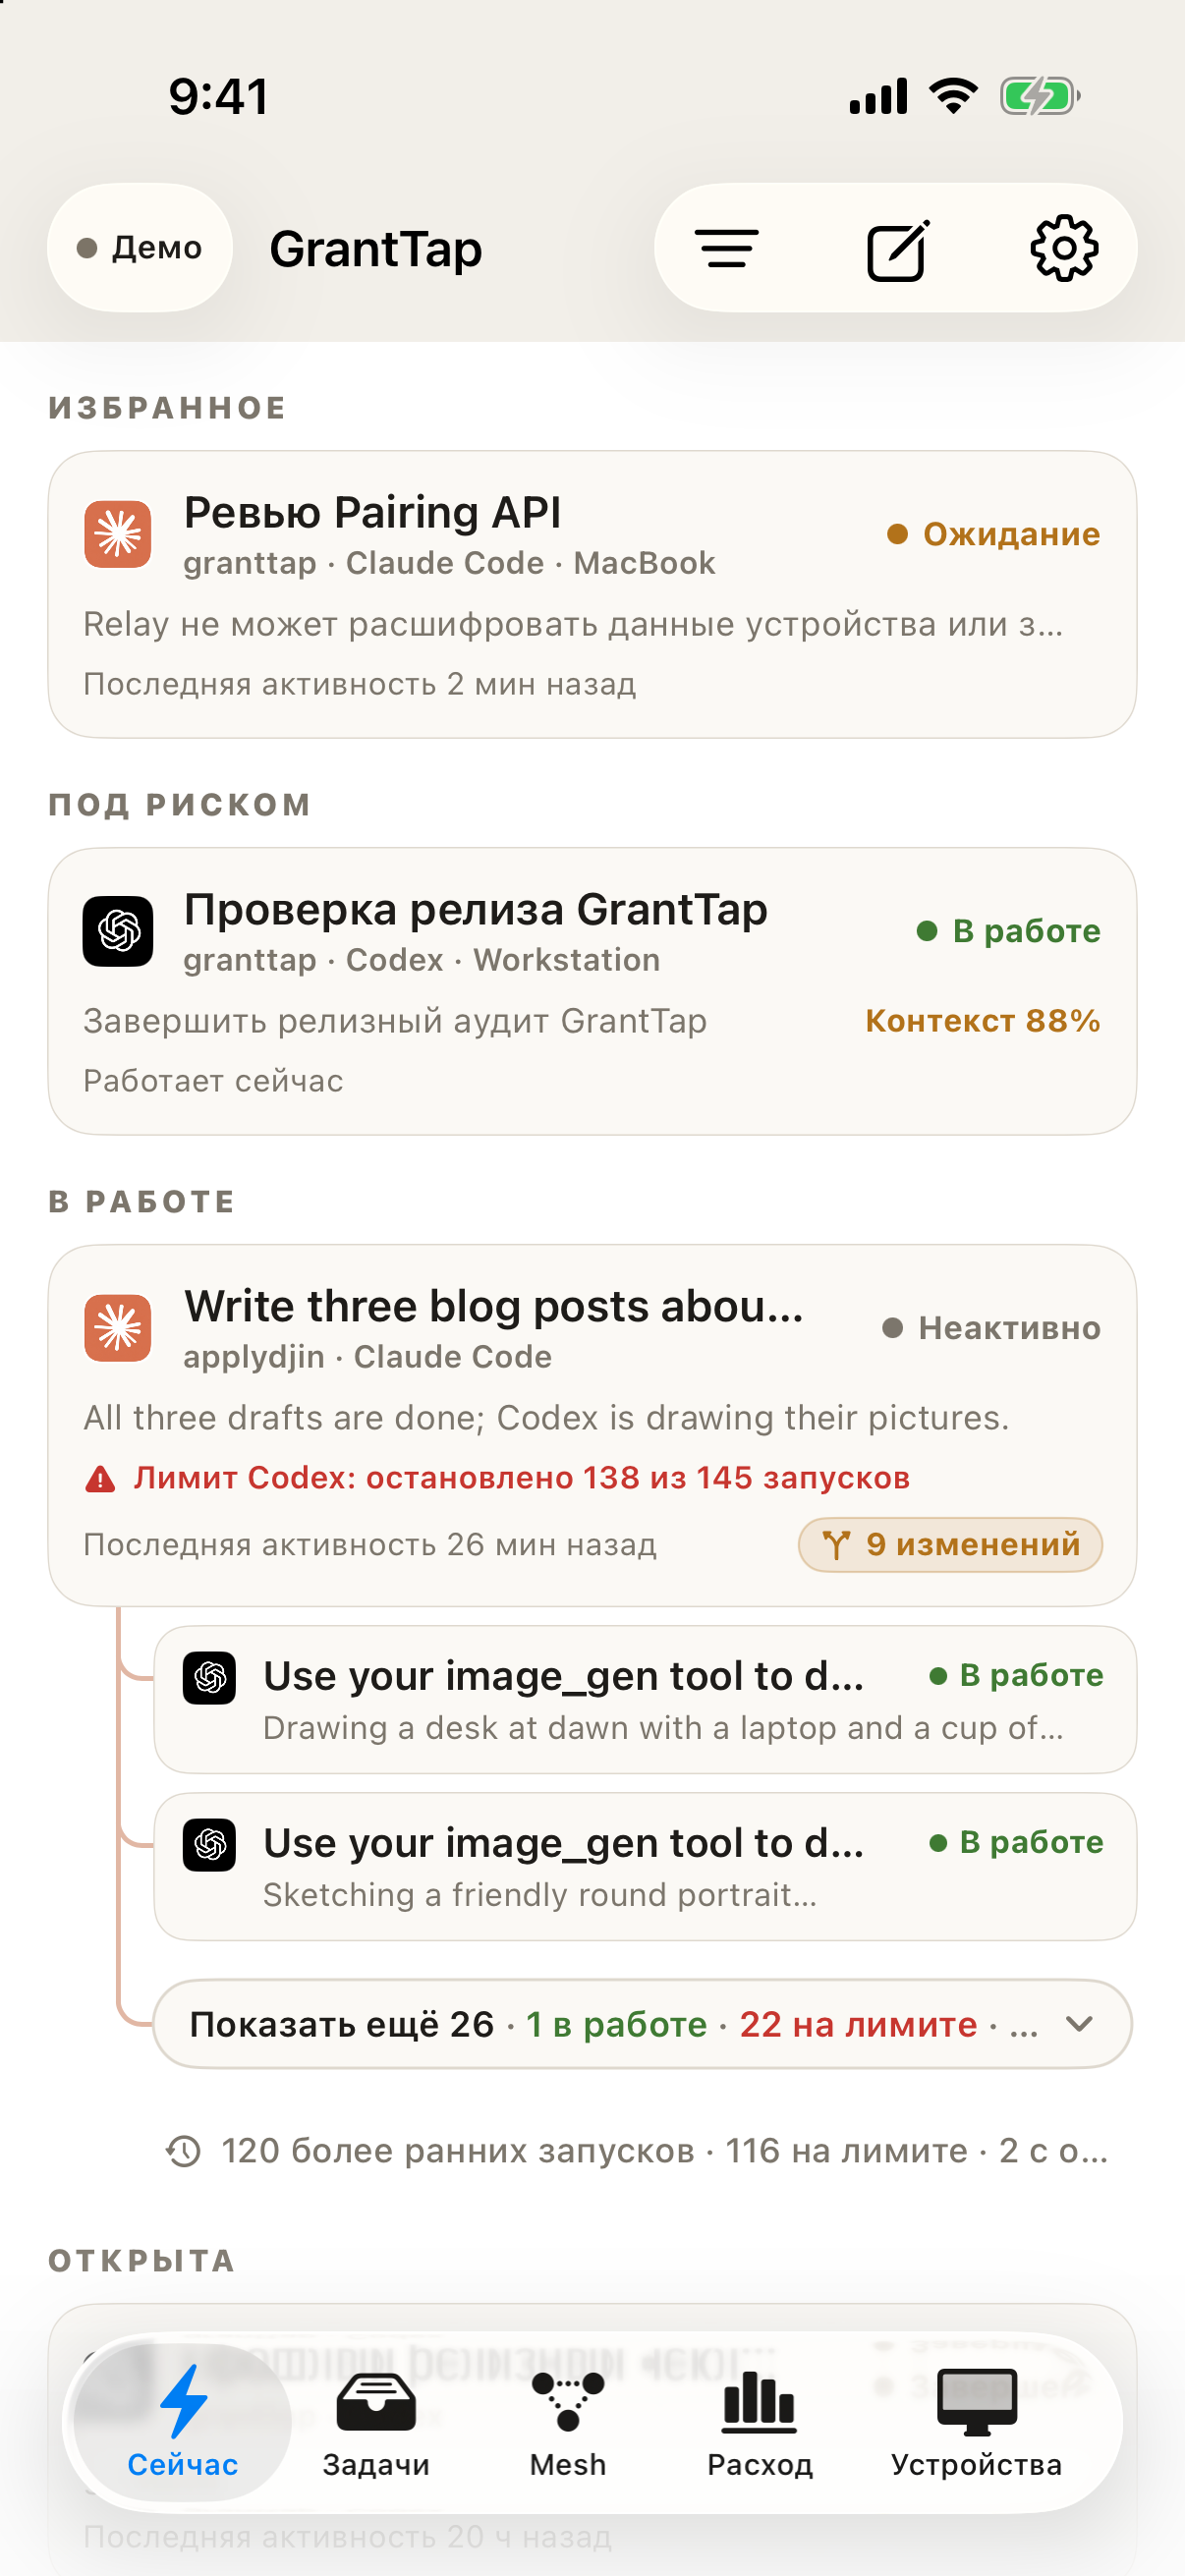 9:41
Демо
GrantTap
ИЗБРАННОЕ
Ревью Pairing API
granttap · Claude Code · MacBook
Ожидание
Relay не может расшифровать данные устройства или з...
Последняя активность 2 мин назад
ПОД РИСКОМ
Проверка релиза GrantTap
granttap · Codex · Workstation
В работе
Завершить релизный аудит GrantTap
Контекст 88%
Работает сейчас
В РАБОТЕ
Write three blog posts abou...
applydjin · Claude Code
Неактивно
All three drafts are done; Codex is drawing their pictures.
Лимит Codex: остановлено 138 из 145 запусков
Последняя активность 26 мин назад
9 изменений
Use your image_gen tool to d...
В работе
Drawing a desk at dawn with a laptop and a cup of...
Use your image_gen tool to d...
В работе
Sketching a friendly round portrait...
Показать ещё 26 · 1 в работе · 22 на лимите · ...
120 более ранних запусков · 116 на лимите · 2 с о...
ОТКРЫТА
Сейчас
Задачи
Mesh
Расход
Устройства
Последняя активность 20 ч назад